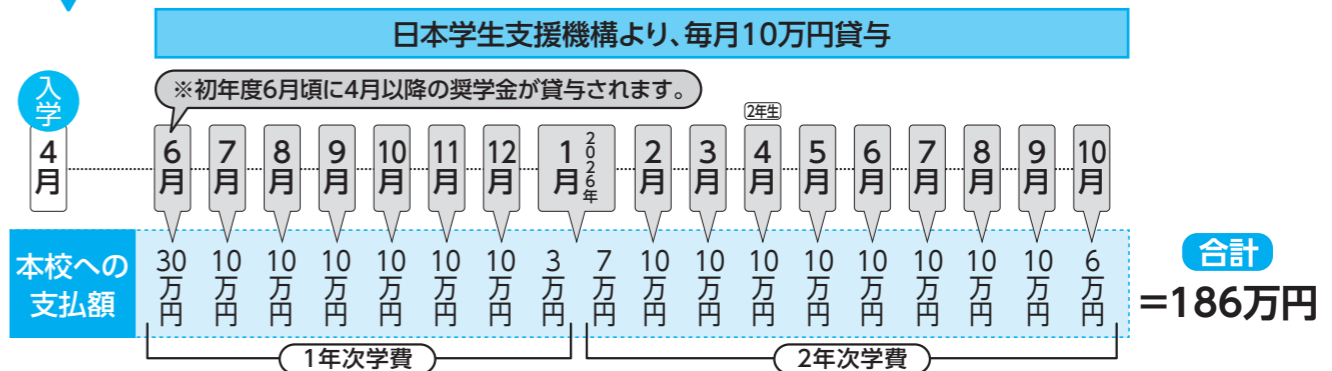 日本学生支援機構より、毎月10万円貸与
※初年度6月頃に4月以降の奨学金が貸与されます。
入学
2年生
4月
6月
7月
8月
9月
10月
11月
12月
1月
2026年
2月
3月
4月
5月
6月
7月
8月
9月
10月
本校への
支払額
30万円
10万円
10万円
10万円
10万円
10万円
10万円
3万円
7万円
10万円
10万円
10万円
10万円
10万円
10万円
10万円
10万円
6万円
合計
=186万円
1年次学費
2年次学費